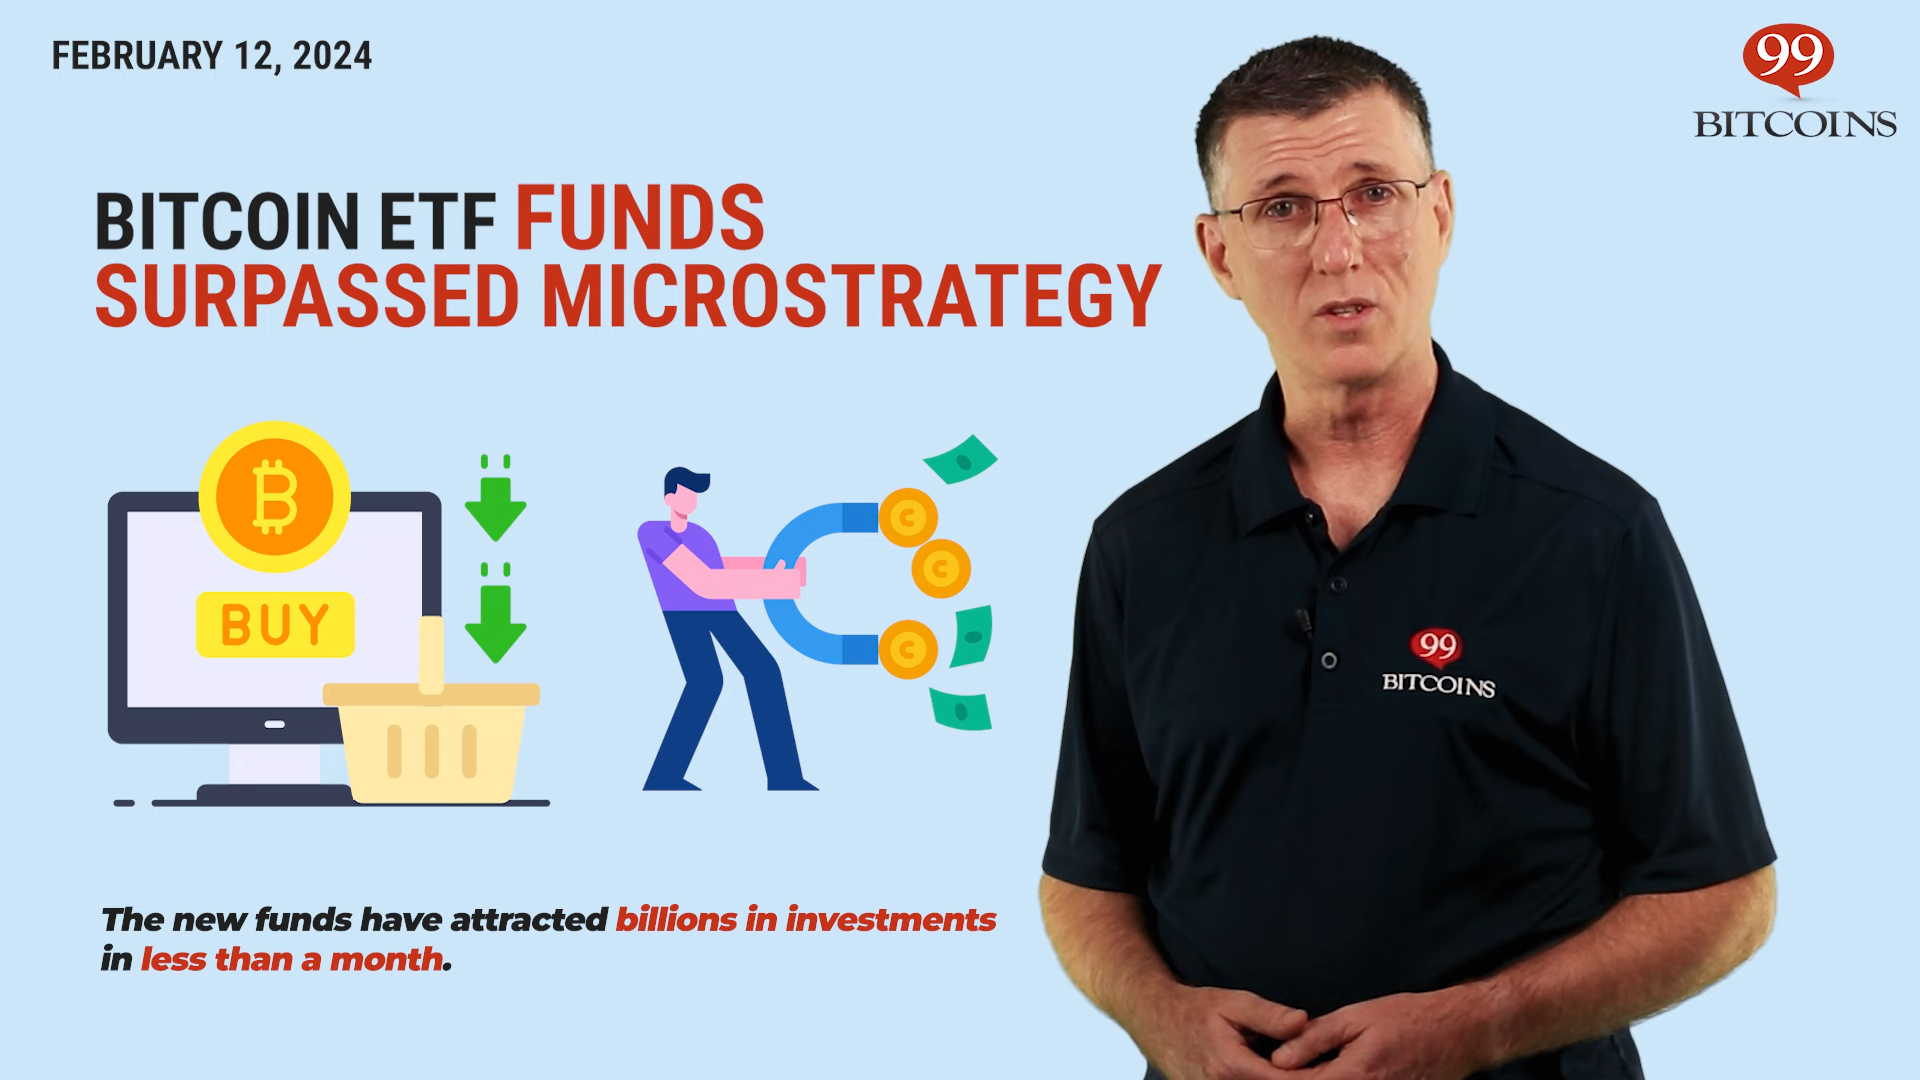 FEBRUARY 12, 2024
99
BITCOINS
BITCOIN ETF FUNDS
SURPASSED MICROSTRATEGY
B
BUY
C
C
C
99
BITCOINS
The new funds have attracted billions in investments
in less than a month.